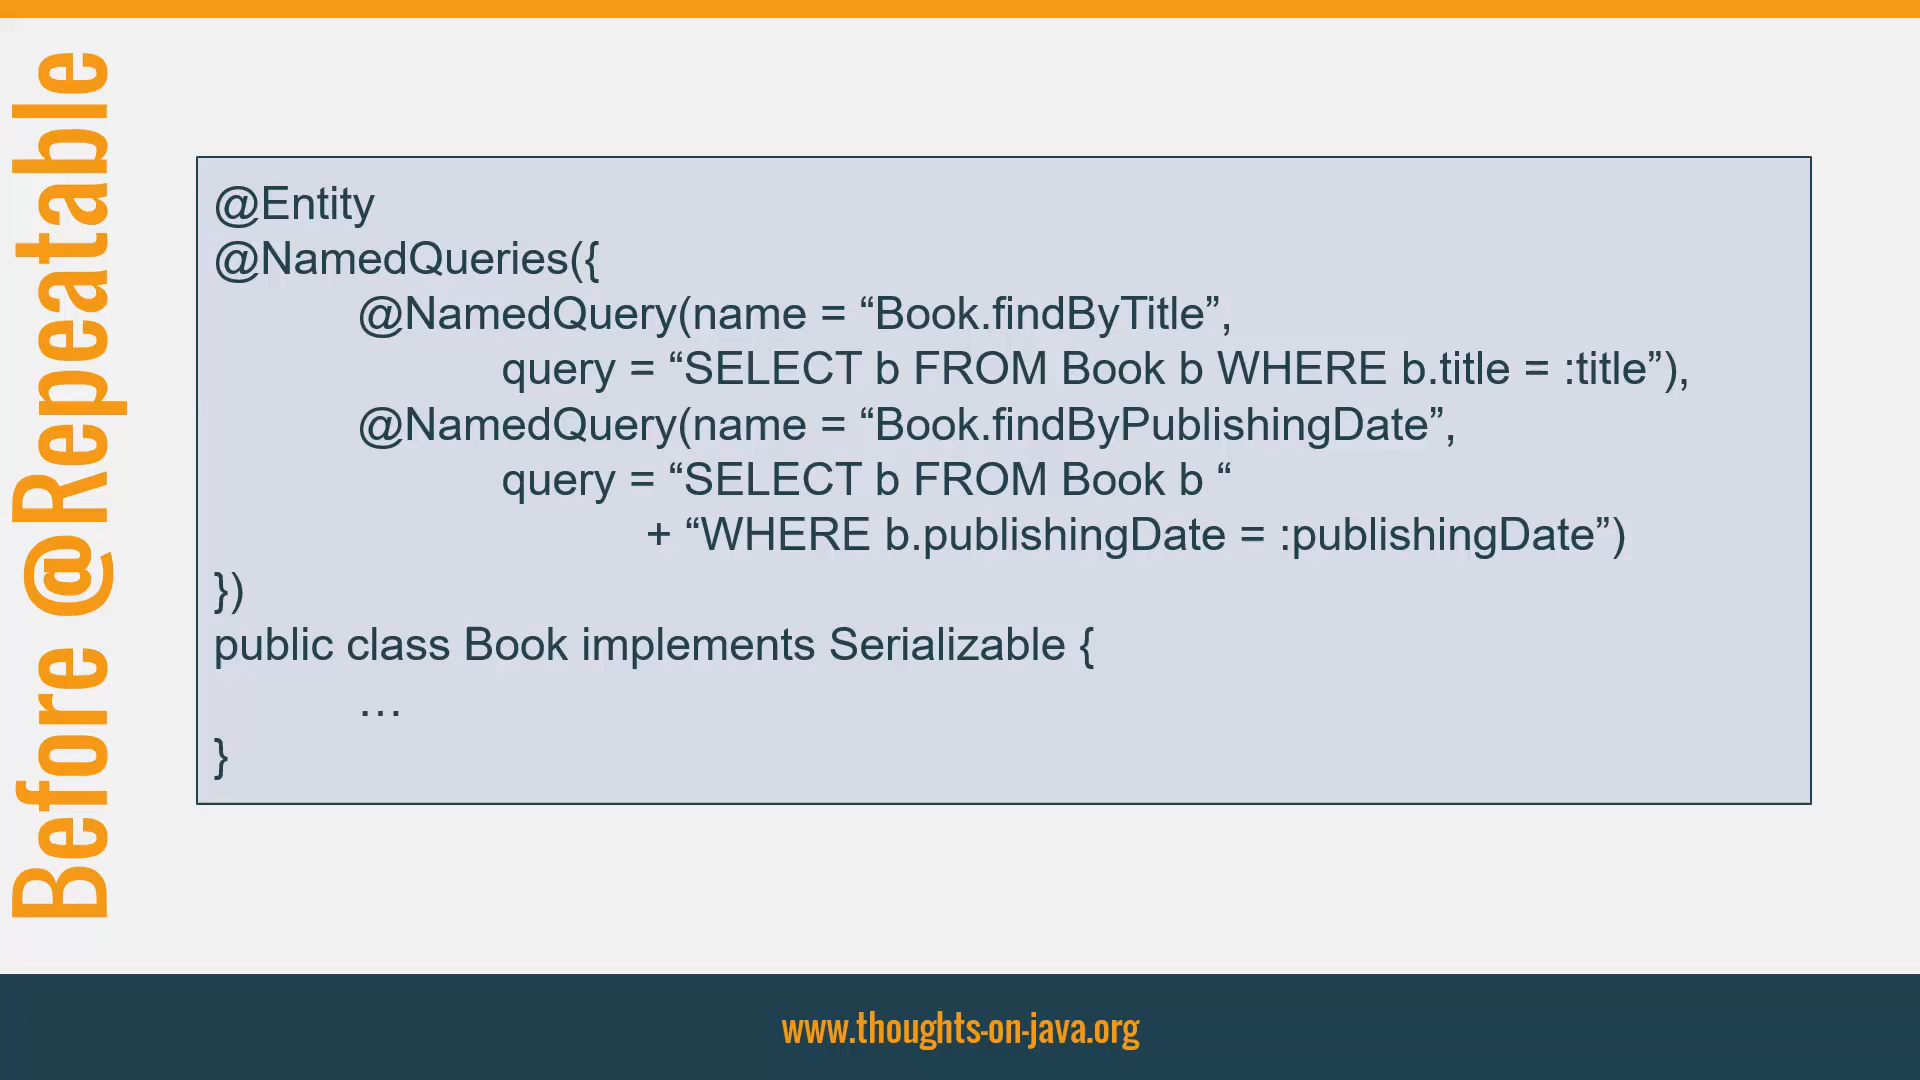 Before @Repeatable
@Entity
@NamedQueries({
@NamedQuery(name = “Book.findByTitle”,
query = “SELECT b FROM Book b WHERE b.title = :title”),
@NamedQuery(name = “Book.findByPublishingDate”,
query = “SELECT b FROM Book b “
+ “WHERE b.publishingDate = :publishingDate”)
})
public class Book implements Serializable {
…
}
www.thoughts-on-java.org